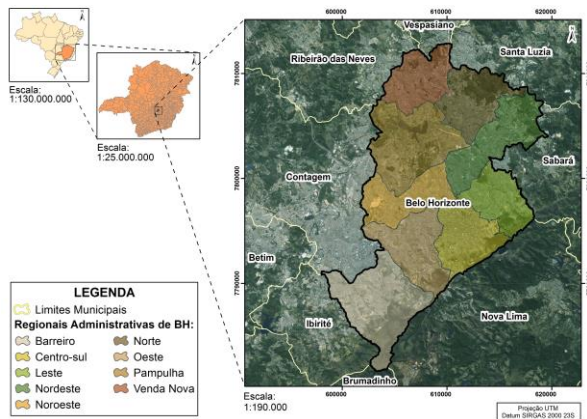 Escala:
1:130.000.000
Escala:
1:25.000.000
600000
610000
620000
Vespasiano
Santa Luzia
Ribeirão das Neves
7810000
7810000
Sabará
Contagem
7800000
7800000
Belo Horizonte
Betim
7790000
7790000
Ibirité
Nova Lima
Brumadinho
600000
610000
620000
Escala:
1:190.000
Projeção UTM
Datum SIRGAS 2000 23S
LEGENDA
Limites Municipais
Regionais Administrativas de BH:
Barreiro
Centro-sul
Leste
Nordeste
Noroeste
Norte
Oeste
Pampulha
Venda Nova